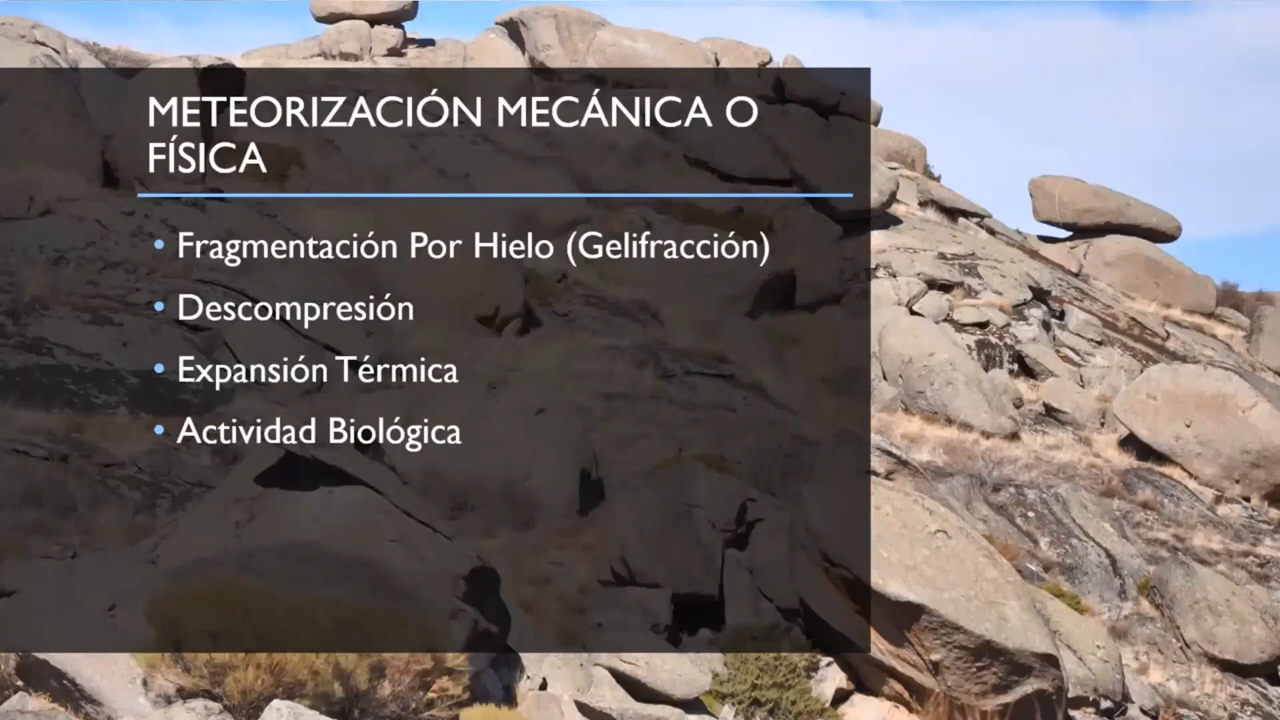 METEORIZACIÓN MECÁNICA O
FÍSICA
• Fragmentación Por Hielo (Gelifracción)
• Descompresión
• Expansión Térmica
• Actividad Biológica